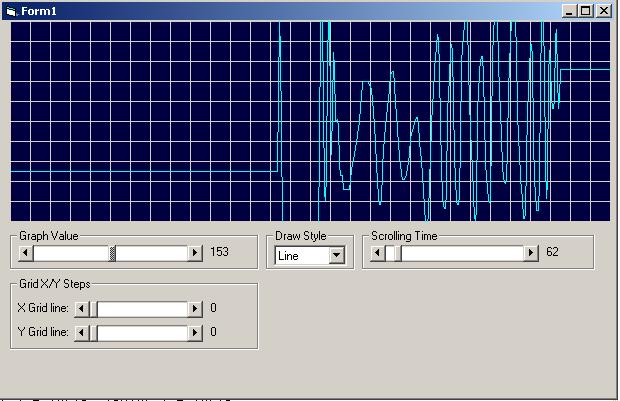 Form1
Graph Value
153
Draw Style
Line
Scrolling Time
62
Grid X/Y Steps
X Grid line: 0
Y Grid line: 0